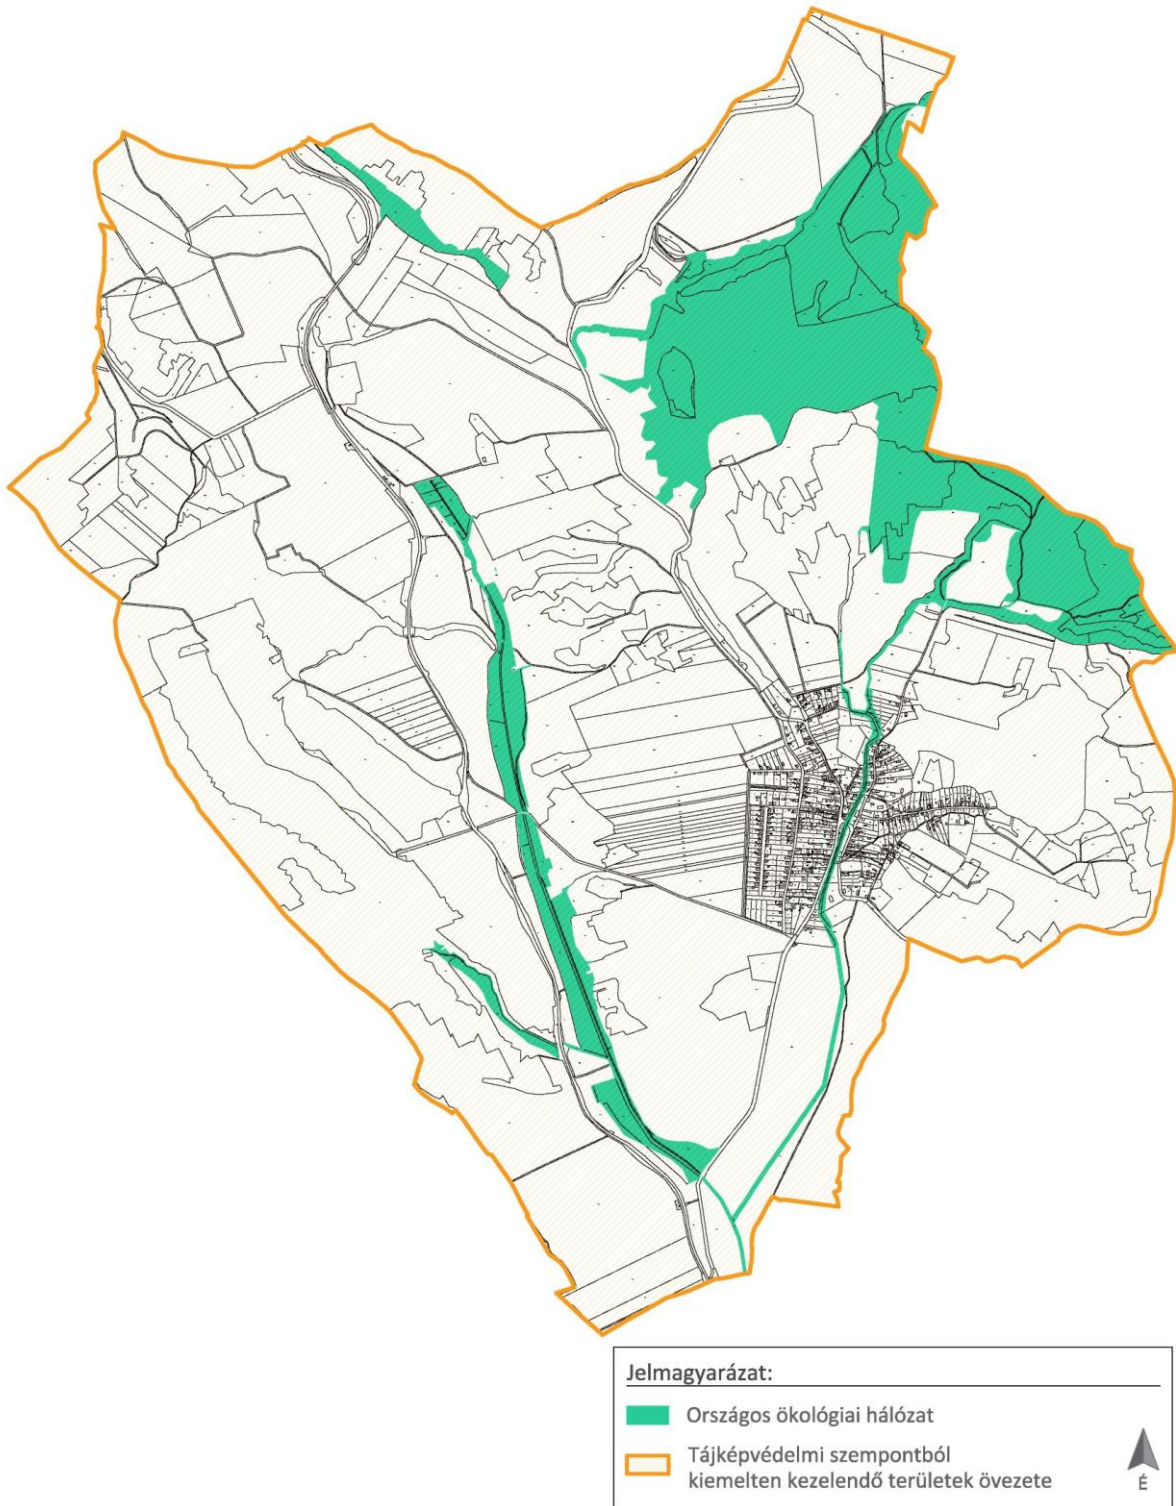 Jelmagyarázat:
Országos ökológiai hálózat
Tájképvédelmi szempontból
kiemelten kezelendő területek övezete
É